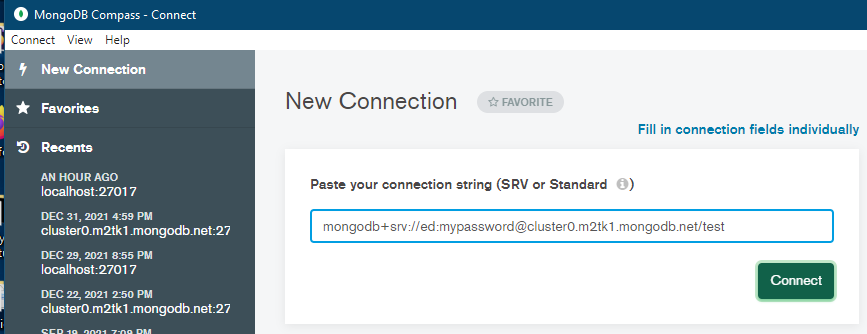 MongoDB Compass - Connect
Connect View Help
New Connection
Favorites
Recents
AN HOUR AGO
localhost:27017
DEC 31, 2021 4:59 PM
cluster0.m2tk1.mongodb.net:27
DEC 29, 2021 8:55 PM
localhost:27017
DEC 22, 2021 2:50 PM
cluster0.m2tk1.mongodb.net:27
SEP 19, 2021 7:09 PM
New Connection
FAVORITE
Fill in connection fields individually
Paste your connection string (SRV or Standard )
mongodb+srv://ed:mypassword@cluster0.m2tk1.mongodb.net/test
Connect